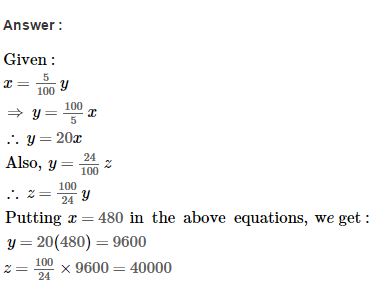 Answer :
Given :
x = 5/100 y
⇒ y = 100/5 x
∴ y = 20x
Also, y = 24/100 z
∴ z = 100/24 y
Putting x = 480 in the above equations, we get :
y = 20(480) = 9600
z = 100/24 × 9600 = 40000